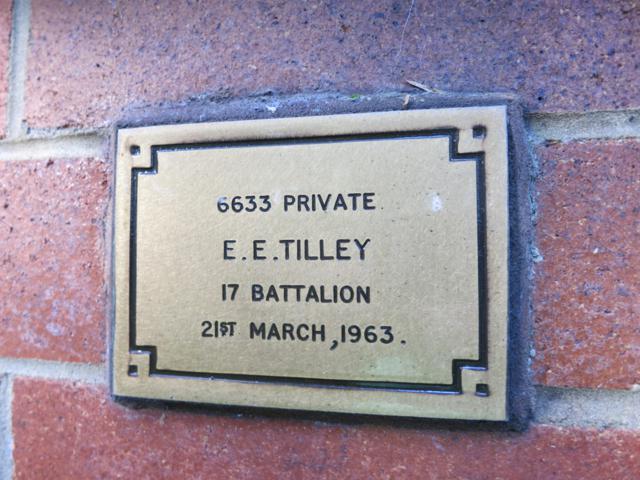 6633 PRIVATE
E.E.TILLEY
17 BATTALION
21ST MARCH,1963.